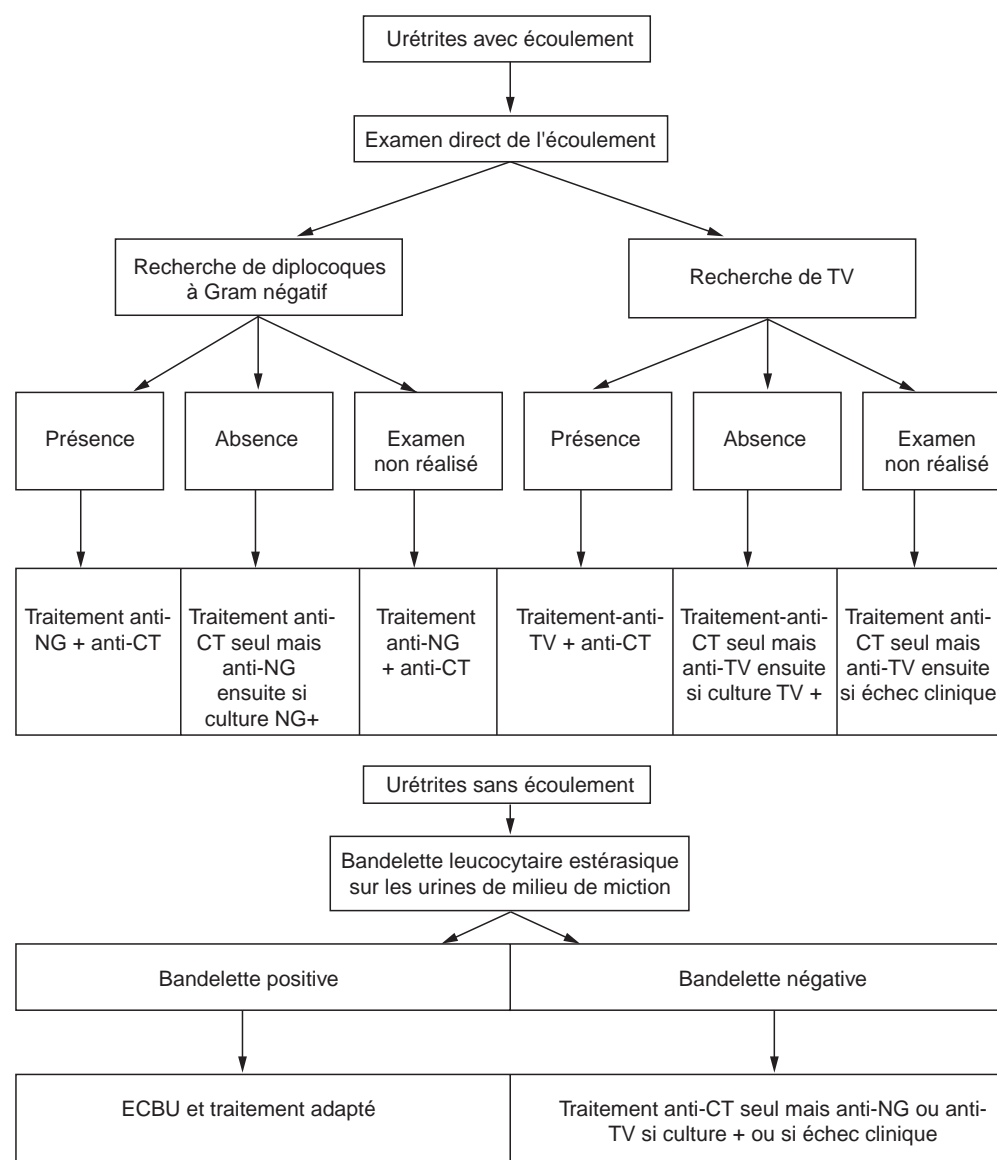 Urétrites avec écoulement
Examen direct de l'écoulement
Recherche de diplocoques
à Gram négatif
Recherche de TV
Présence
Absence
Examen
non réalisé
Présence
Absence
Examen
non réalisé
Traitement anti-
NG + anti-CT
Traitement anti-
CT seul mais
anti-NG
ensuite si
culture NG+
Traitement
anti-NG
+ anti-CT
Traitement-anti-
TV + anti-CT
Traitement-anti-
CT seul mais
anti-TV ensuite
si culture TV +
Traitement anti-
CT seul mais
anti-TV ensuite
si échec clinique
Urétrites sans écoulement
Bandelette leucocytaire estérasique
sur les urines de milieu de miction
Bandelette positive
Bandelette négative
ECBU et traitement adapté
Traitement anti-CT seul mais anti-NG ou anti-
TV si culture + ou si échec clinique